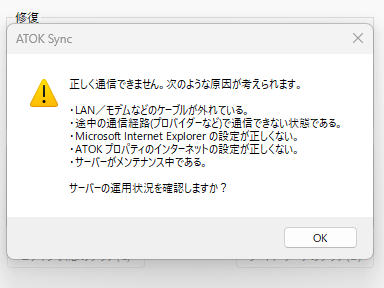 修復
ATOK Sync
正しく通信できません。次のような原因が考えられます。
・LAN／モデムなどのケーブルが外れている。
・途中の通信経路(プロバイダーなど)で通信できない状態である。
・Microsoft Internet Explorer の設定が正しくない。
・ATOK プロパティのインターネットの設定が正しくない。
・サーバーがメンテナンス中である。
サーバーの運用状況を確認しますか？
OK